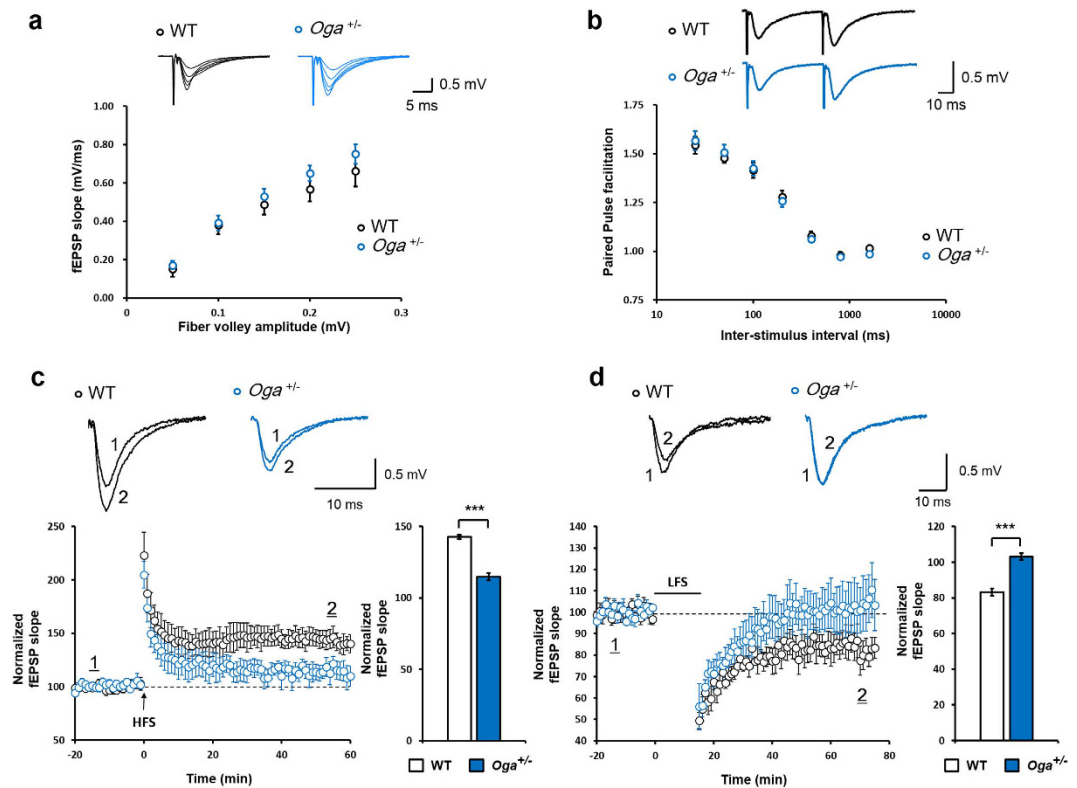 a
WT
Oga +/-
0.5 mV
5 ms
1.00
0.80
0.60
0.40
0.20
0.00
fEPSP slope (mV/ms)
WT
Oga +/-
0
0.1
0.2
0.3
Fiber volley amplitude (mV)
b
WT
Oga +/-
0.5 mV
10 ms
1.75
1.50
1.25
1.00
0.75
Paired Pulse facilitation
WT
Oga +/-
10
100
1000
10000
Inter-stimulus interval (ms)
c
WT
Oga +/-
1
2
1
2
0.5 mV
10 ms
250
200
150
100
50
Normalized
fEPSP slope
1
2
HFS
-20
0
20
40
60
Time (min)
150
100
50
0
Normalized
fEPSP slope
***
WT
Oga+/-
d
WT
Oga +/-
2
1
2
1
0.5 mV
10 ms
140
130
120
110
100
90
80
70
60
50
40
Normalized
fEPSP slope
LFS
1
2
-20
0
20
40
60
80
Time (min)
120
100
80
60
40
20
0
Normalized
fEPSP slope
***
WT
Oga+/-